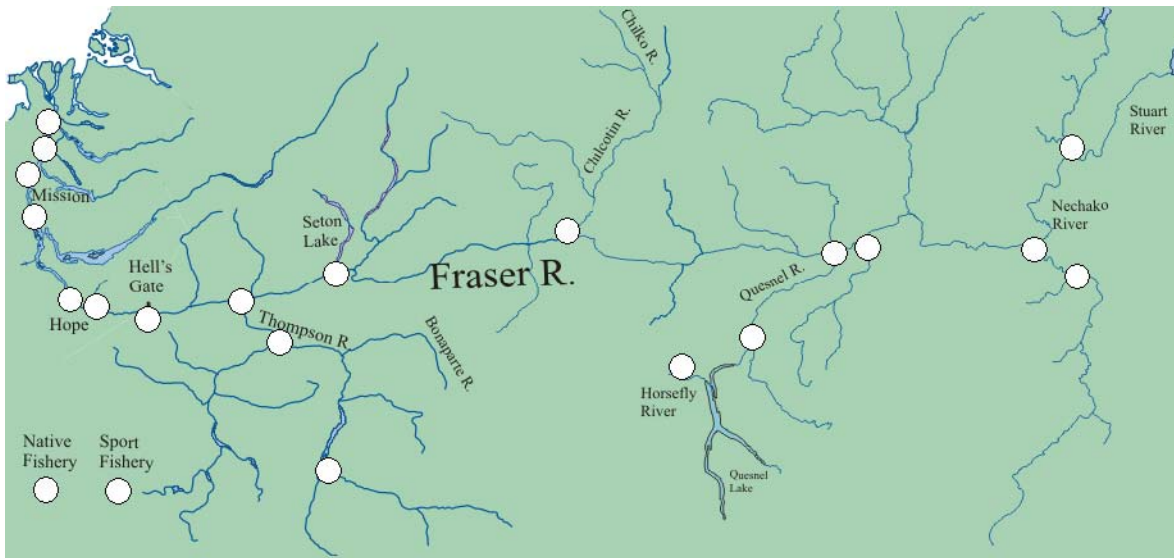 Chilko R.
Stuart
River
Chlcotin R.
Mission
Seton
Lake
Nechako
River
Hell's
Gate
Fraser R.
Quesnel R.
Hope
Thompson R
Bonaparte R.
Horsefly
River
Native
Fishery
Sport
Fishery
Quesnel
Lake